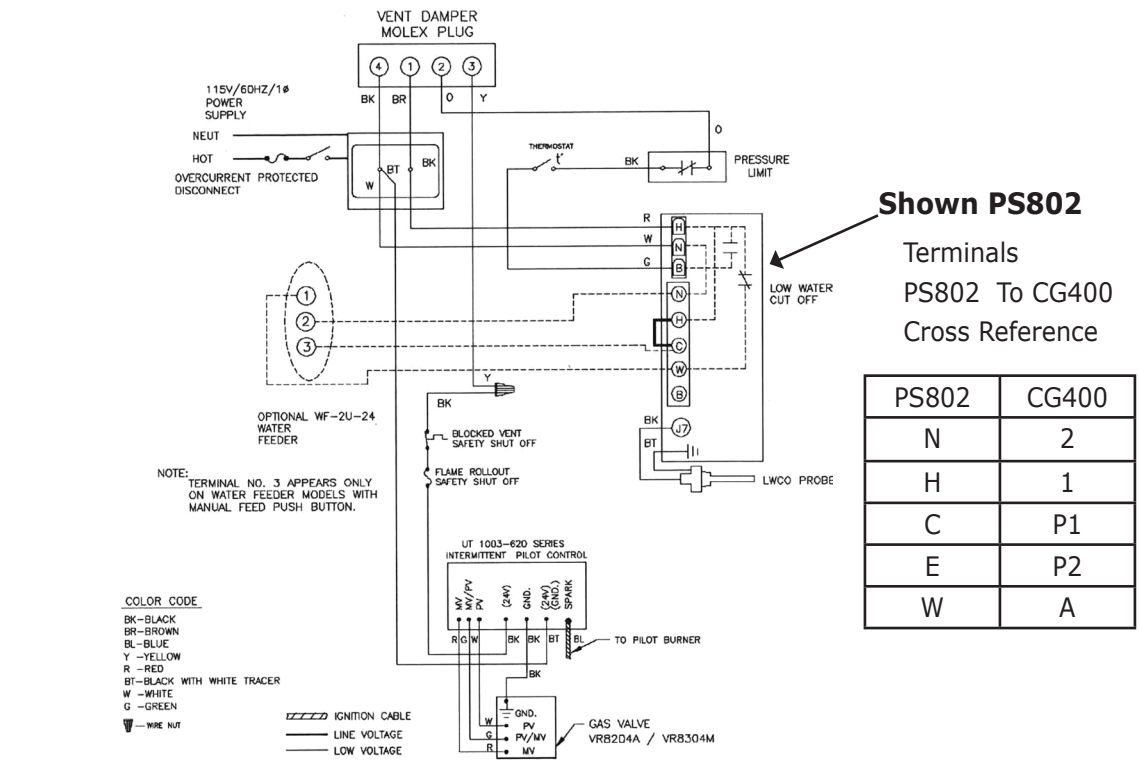 VENT DAMPER
MOLEX PLUG
4 1 2 3
BK BR O Y
115V/60HZ/1ø
POWER
SUPPLY
NEUT
HOT
OVERCURRENT PROTECTED
DISCONNECT
BT
BK
W
THERMOSTAT
t'
BK
O
PRESSURE
LIMIT
R
W
G
H
N
B
N
H
C
W
B
J7
BK
BT
LOW WATER
CUT OFF
LWCO PROBE
Shown PS802
Terminals
PS802 To CG400
Cross Reference
PS802 CG400
N 2
H 1
C P1
E P2
W A
1
2
3
OPTIONAL WF-2U-24
WATER
FEEDER
Y
BK
BLOCKED VENT
SAFETY SHUT OFF
FLAME ROLLOUT
SAFETY SHUT OFF
NOTE:
TERMINAL NO. 3 APPEARS ONLY
ON WATER FEEDER MODELS WITH
MANUAL FEED PUSH BUTTON.
UT 1003-620 SERIES
INTERMITTENT PILOT CONTROL
MV
MV/PV
PV
(24V)
GND.
(24V)
(GND.)
SPARK
R G W BK BK BT BL
TO PILOT BURNER
BK
GND.
W PV
G PV/MV
R MV
GAS VALVE
VR8204A / VR8304M
COLOR CODE
BK-BLACK
BR-BROWN
BL-BLUE
Y -YELLOW
R -RED
BT-BLACK WITH WHITE TRACER
W -WHITE
G -GREEN
- WIRE NUT
IGNITION CABLE
LINE VOLTAGE
LOW VOLTAGE